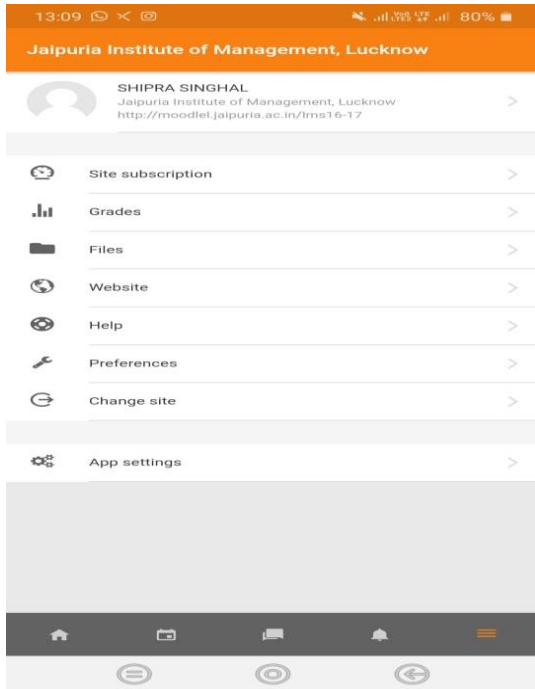 13:09 80%
Jaipuria Institute of Management, Lucknow
SHIPRA SINGHAL
Jaipuria Institute of Management, Lucknow
http://moodlel.jaipuria.ac.in/lms16-17
Site subscription
Grades
Files
Website
Help
Preferences
Change site
App settings